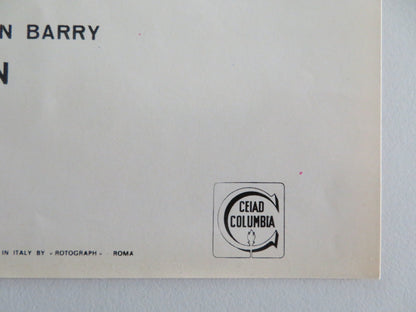 N BARRY
N
CEIAD
COLUMBIA
IN ITALY BY «ROTOGRAPH» ROMA